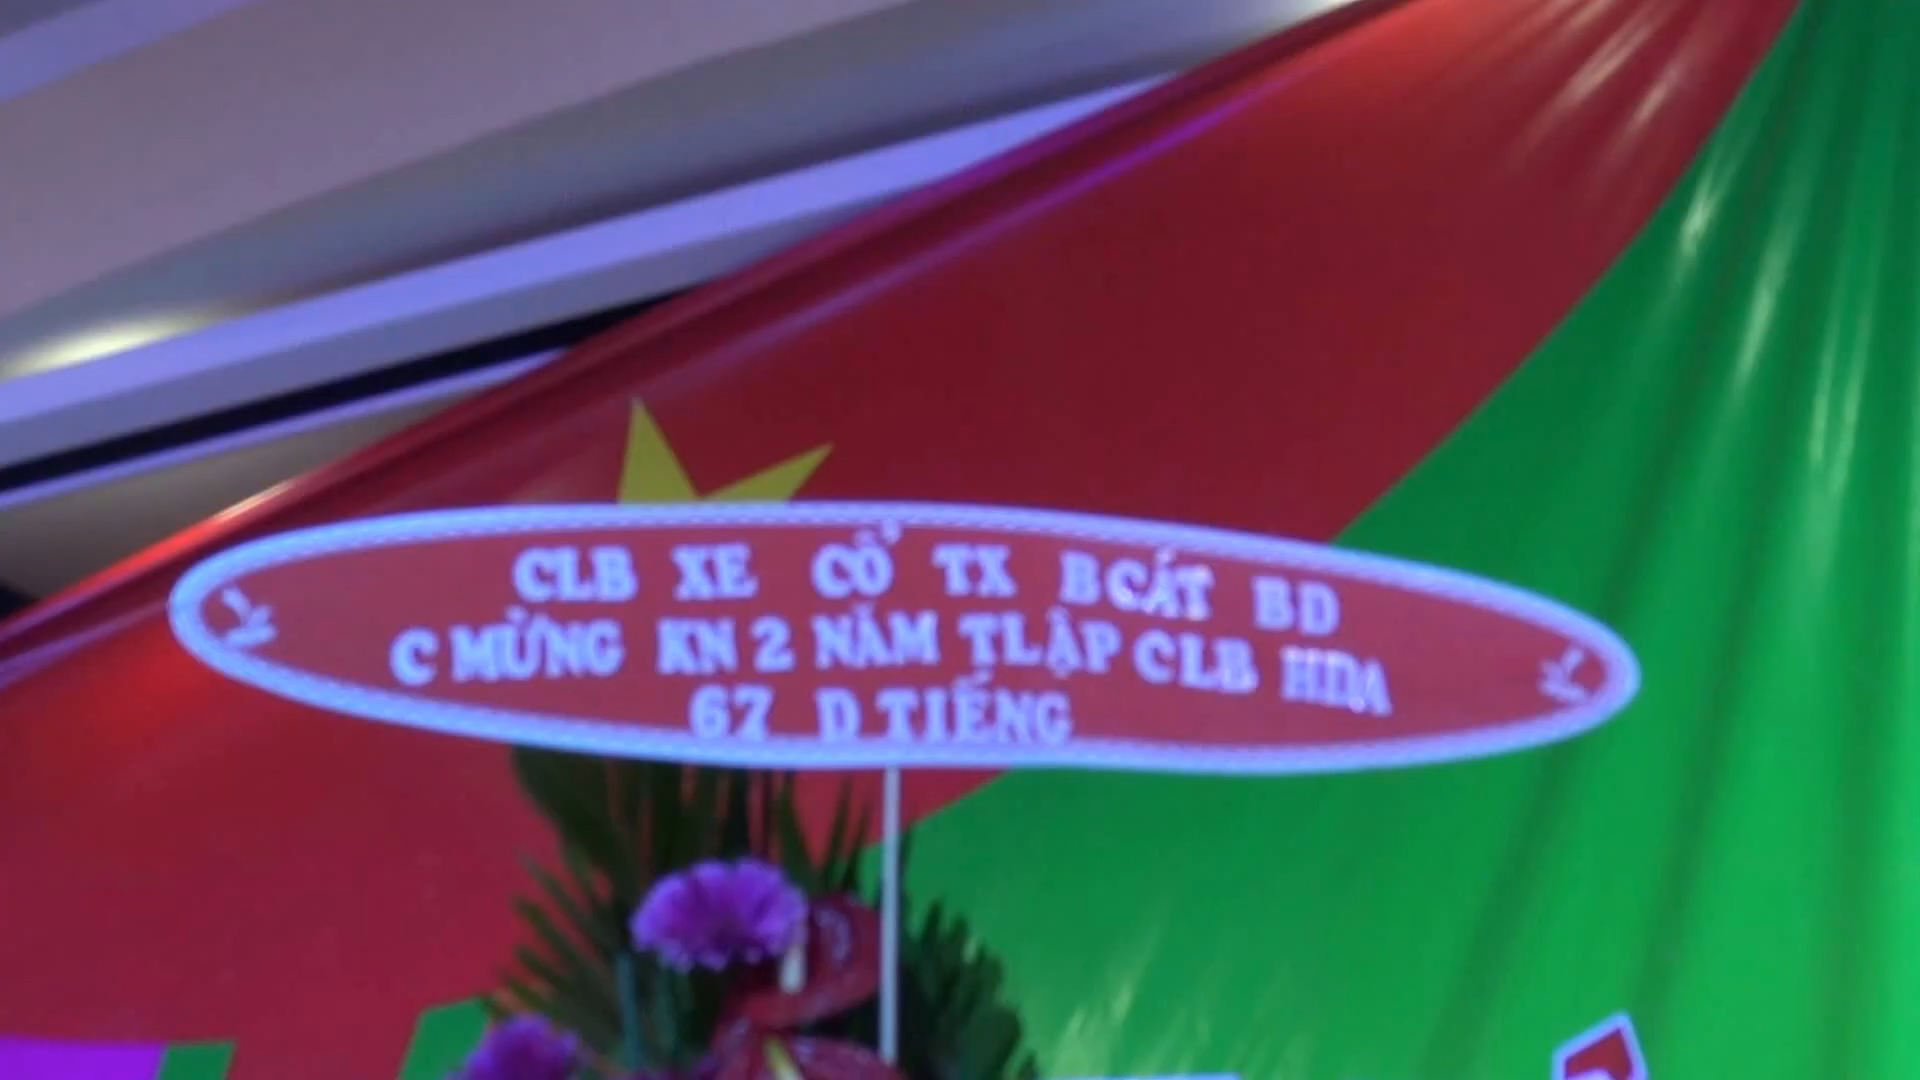 CLB XE CỔ TX BCÁT BD
C MỪNG KN 2 NĂM TLẬP CLB HDA
67 D TIẾNG